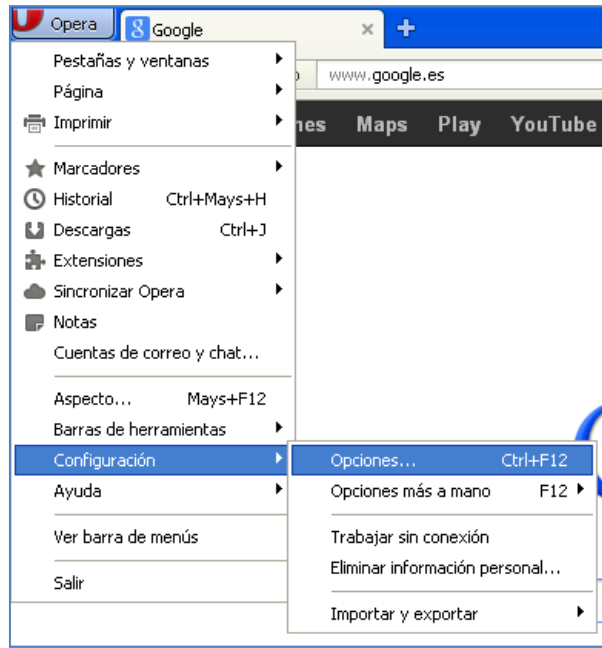 Opera
Google
Pestañas y ventanas
www.google.es
Página
Imprimir
Maps Play YouTube
Marcadores
Historial Ctrl+Mays+H
Descargas Ctrl+J
Extensiones
Sincronizar Opera
Notas
Cuentas de correo y chat...
Aspecto... Mays+F12
Barras de herramientas
Configuración
Opciones... Ctrl+F12
Ayuda
Opciones más a mano F12
Ver barra de menús
Trabajar sin conexión
Eliminar información personal...
Salir
Importar y exportar